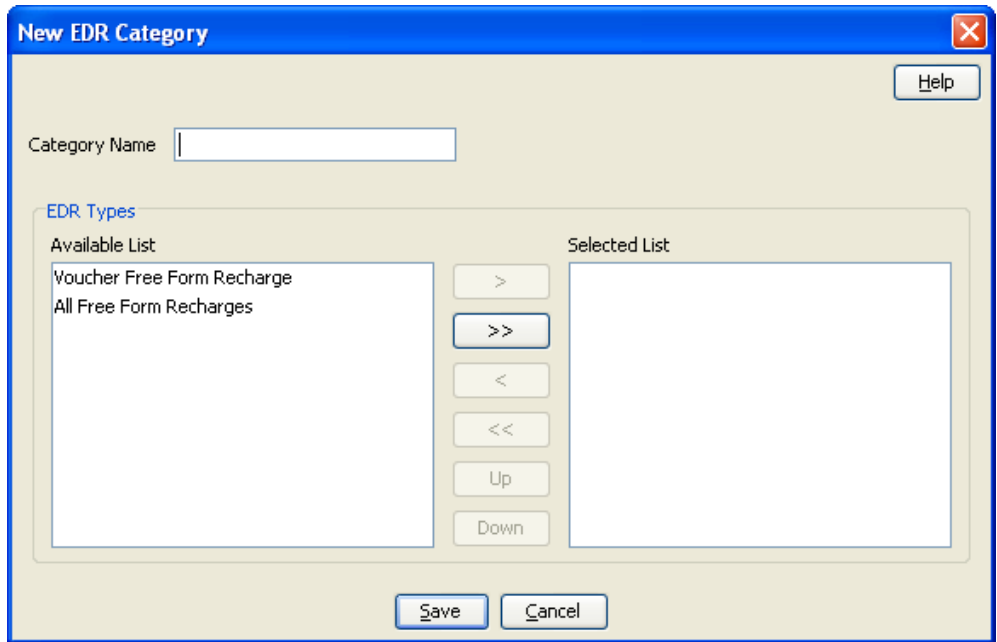 New EDR Category
Help
Category Name
EDR Types
Available List
Selected List
Voucher Free Form Recharge
All Free Form Recharges
>
>>
<
<<
Up
Down
Save
Cancel